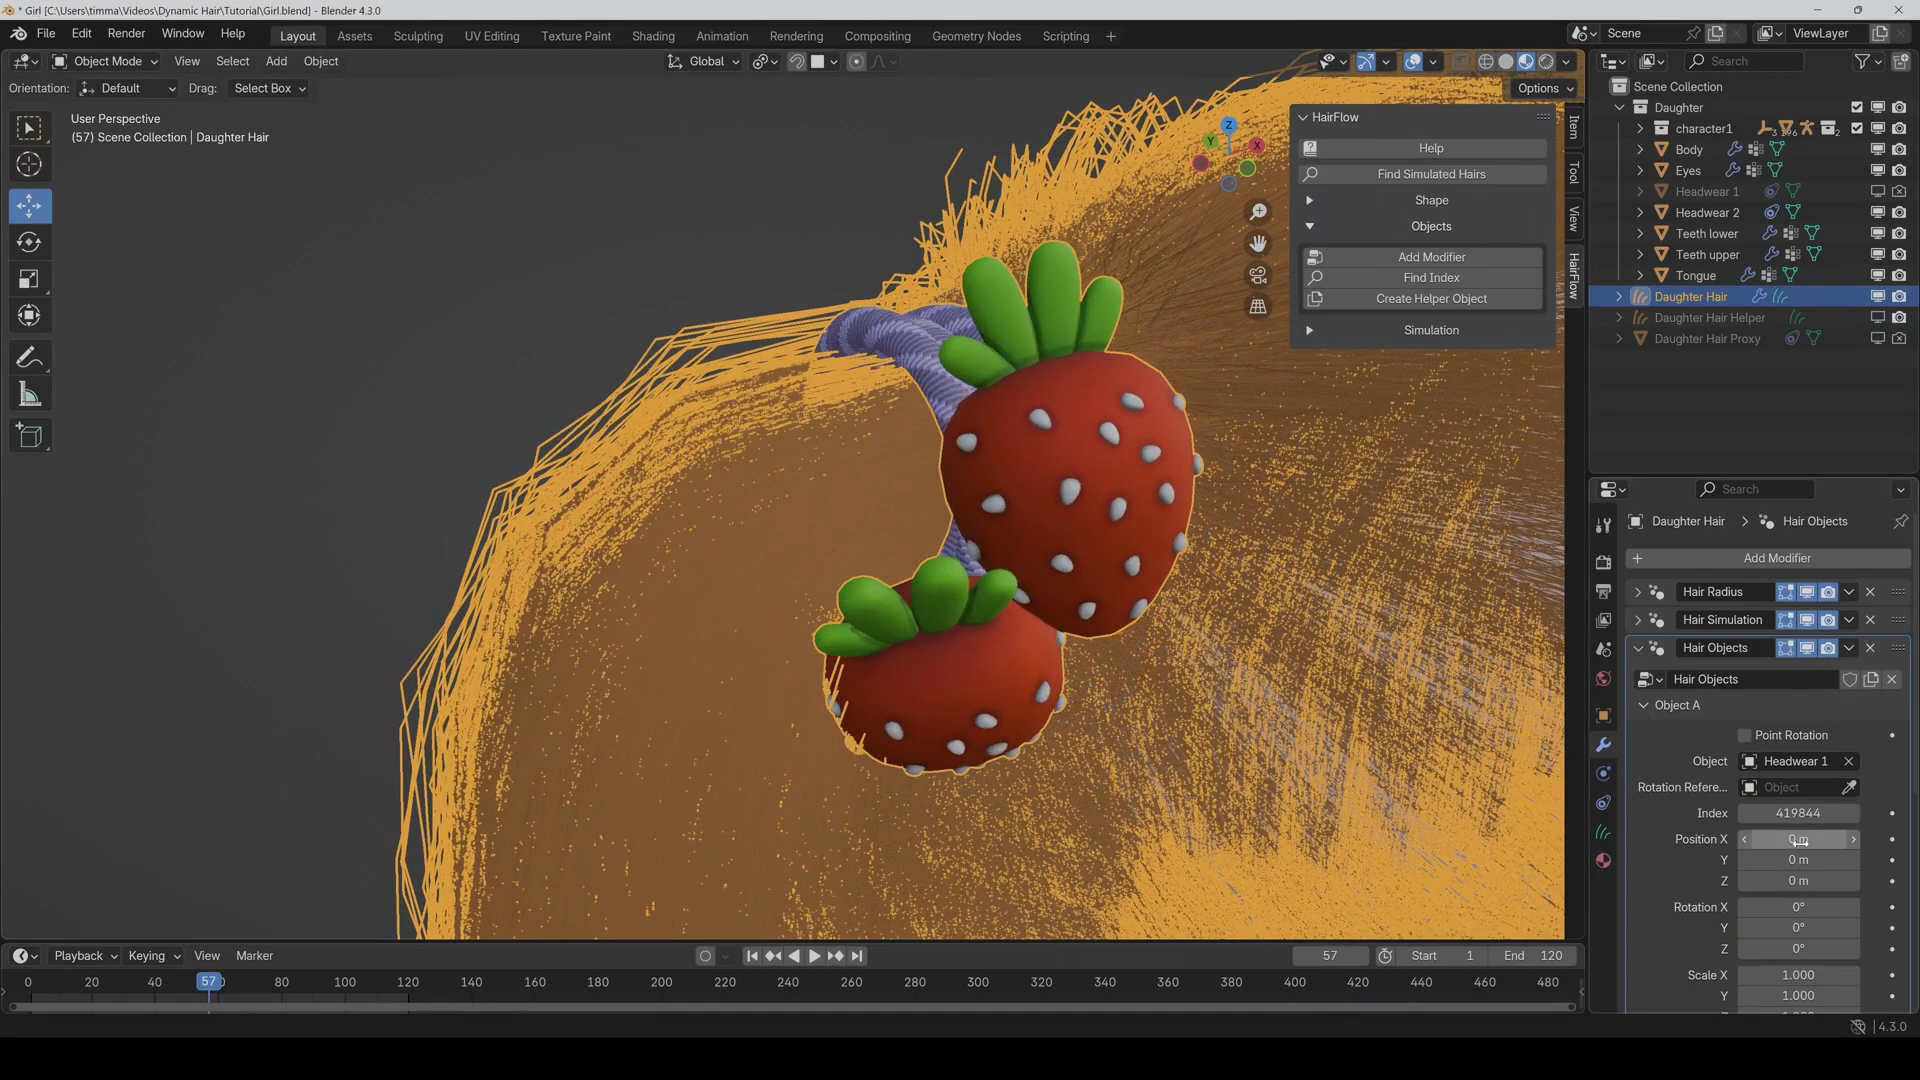 * Girl [C:\Users\timma\Videos\Dynamic Hair\Tutorial\Girl.blend] - Blender 4.3.0
File Edit Render Window Help Layout Assets Sculpting UV Editing Texture Paint Shading Animation Rendering Compositing Geometry Nodes Scripting + Scene ViewLayer
Object Mode View Select Add Object Global Search
Orientation: Default Drag: Select Box Options
User Perspective
(57) Scene Collection | Daughter Hair
Z
Y
X
HairFlow
Help
Find Simulated Hairs
Shape
Objects
Add Modifier
Find Index
Create Helper Object
Simulation
Item
Tool
View
HairFlow
Scene Collection
Daughter
character1 3 196 2
Body
Eyes
Headwear 1
Headwear 2
Teeth lower
Teeth upper
Tongue
Daughter Hair
Daughter Hair Helper
Daughter Hair Proxy
Search
Daughter Hair > Hair Objects
Add Modifier
Hair Radius
Hair Simulation
Hair Objects
Hair Objects
Object A
Point Rotation
Object Headwear 1
Rotation Refere... Object
Index 419844
Position X 0 m
Y 0 m
Z 0 m
Rotation X 0°
Y 0°
Z 0°
Scale X 1.000
Y 1.000
Playback Keying View Marker 57 Start 1 End 120
0 20 40 57 80 100 120 140 160 180 200 220 240 260 280 300 320 340 360 380 400 420 440 460 480
4.3.0